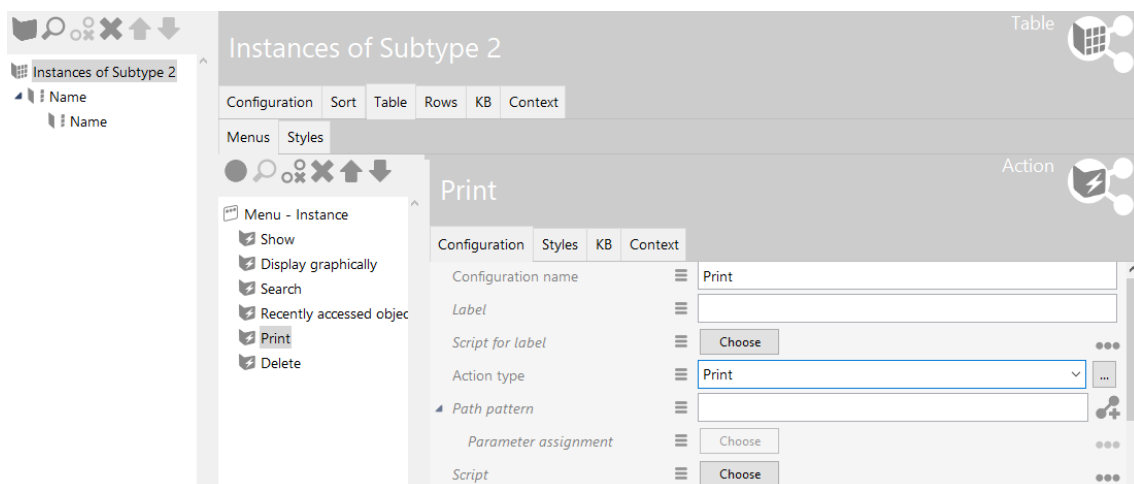 Table
Instances of Subtype 2
Instances of Subtype 2
Name
Name
Configuration Sort Table Rows KB Context
Menus Styles
Action
Print
Menu - Instance
Show
Display graphically
Search
Recently accessed objec
Print
Delete
Configuration Styles KB Context
Configuration name Print
Label
Script for label Choose
Action type Print ...
Path pattern
Parameter assignment Choose
Script Choose